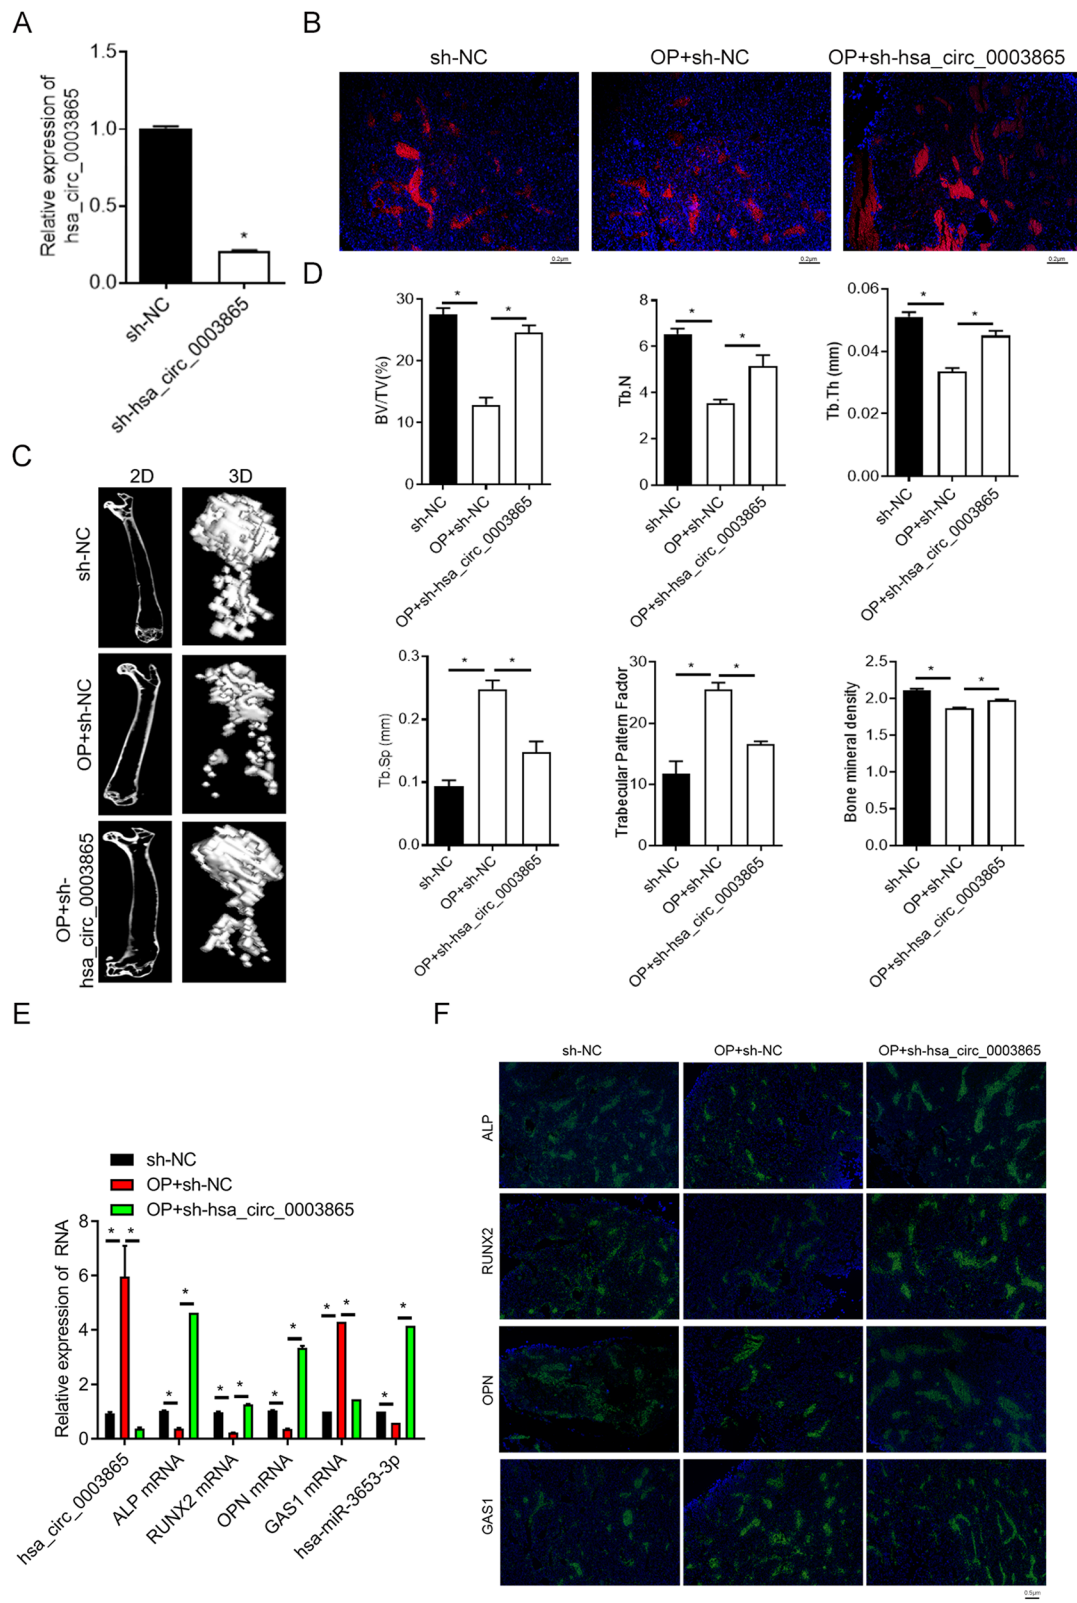 A
Relative expression of
hsa_circ_0003865
1.5
1.0
0.5
0.0
*
sh-NC
sh-hsa_circ_0003865
B
sh-NC
OP+sh-NC
OP+sh-hsa_circ_0003865
0.2μm
0.2μm
0.2μm
C
2D
3D
sh-NC
OP+sh-NC
OP+sh-
hsa_circ_0003865
D
BV/TV(%)
30
20
10
0
*
*
sh-NC
OP+sh-NC
OP+sh-hsa_circ_0003865
Tb.N
8
6
4
2
0
*
*
sh-NC
OP+sh-NC
OP+sh-hsa_circ_0003865
Tb.Th (mm)
0.06
0.04
0.02
0.00
*
*
sh-NC
OP+sh-NC
OP+sh-hsa_circ_0003865
Tb.Sp (mm)
0.3
0.2
0.1
0.0
*
*
sh-NC
OP+sh-NC
OP+sh-hsa_circ_0003865
Trabecular Pattern Factor
30
20
10
0
*
*
sh-NC
OP+sh-NC
OP+sh-hsa_circ_0003865
Bone mineral density
2.5
2.0
1.5
1.0
0.5
0.0
*
*
sh-NC
OP+sh-NC
OP+sh-hsa_circ_0003865
E
sh-NC
OP+sh-NC
OP+sh-hsa_circ_0003865
Relative expression of RNA
8
6
4
2
0
* *
* *
* *
* *
* *
* *
hsa_circ_0003865
ALP mRNA
RUNX2 mRNA
OPN mRNA
GAS1 mRNA
hsa-miR-3653-3p
F
sh-NC
OP+sh-NC
OP+sh-hsa_circ_0003865
ALP
RUNX2
OPN
GAS1
0.5μm